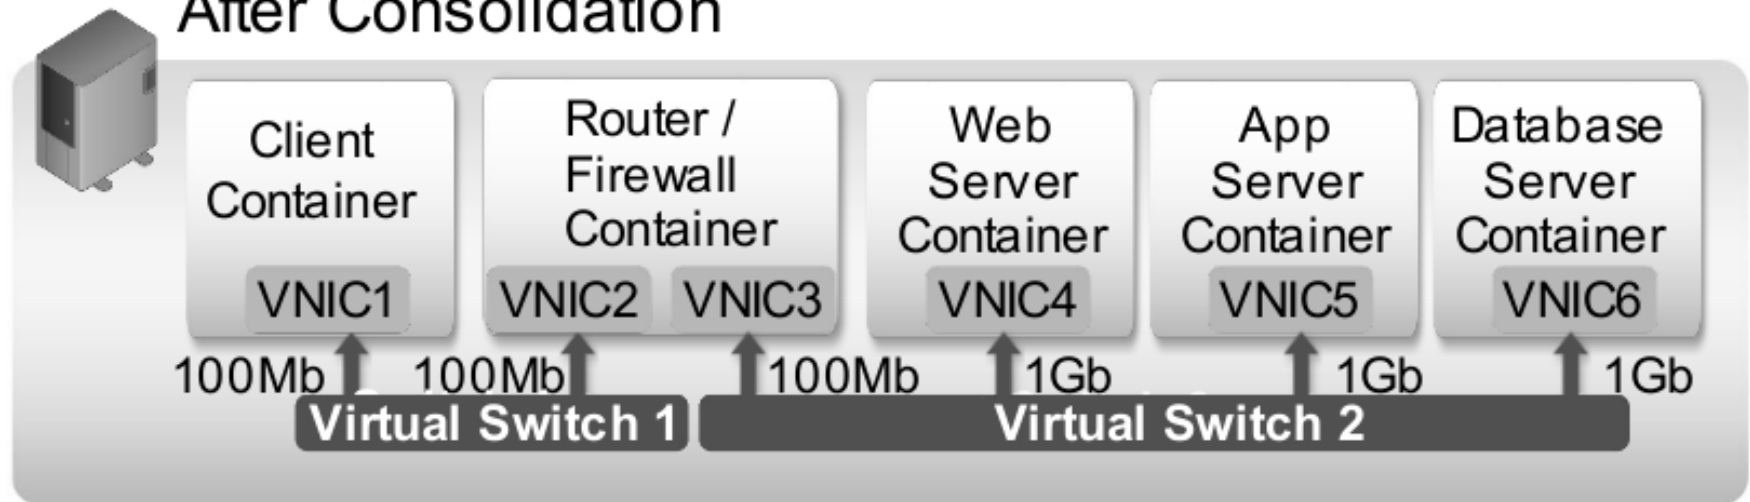 After Consolidation
Client
Container
VNIC1
Router /
Firewall
Container
VNIC2 VNIC3
Web
Server
Container
VNIC4
App
Server
Container
VNIC5
Database
Server
Container
VNIC6
100Mb 100Mb 100Mb 1Gb 1Gb 1Gb
Virtual Switch 1 Virtual Switch 2